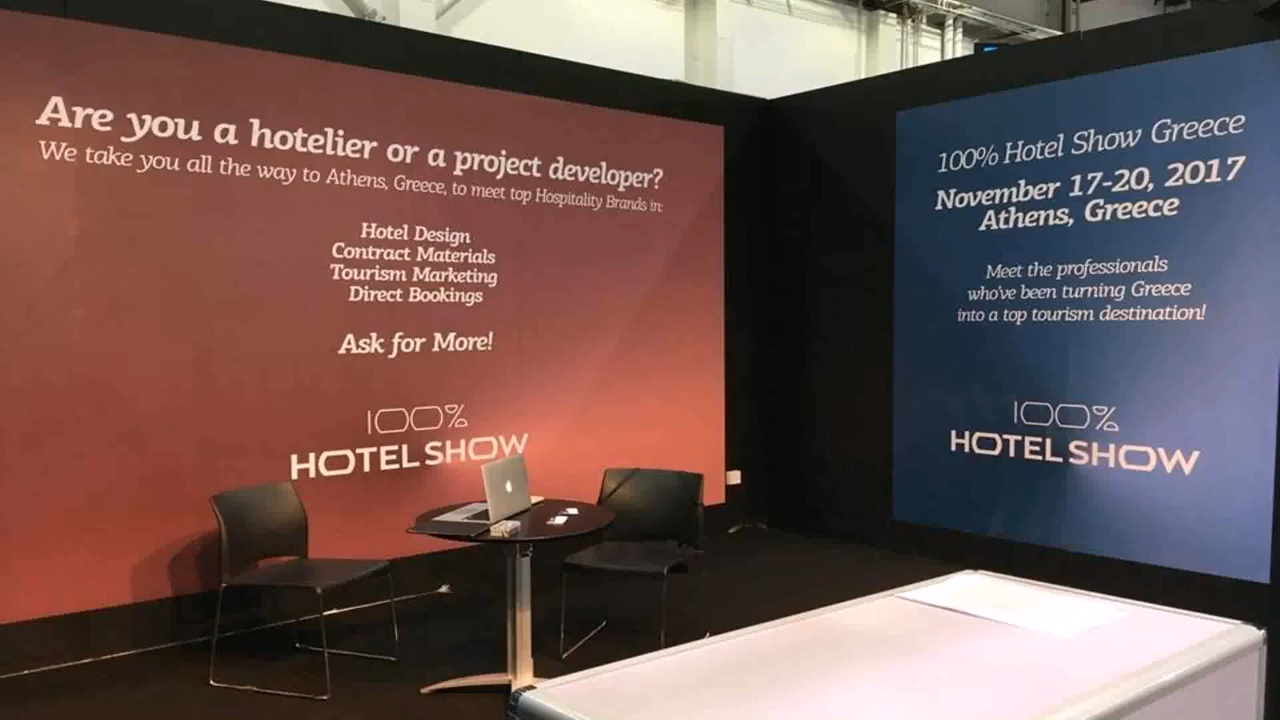 Are you a hotelier or a project developer?
We take you all the way to Athens, Greece, to meet top Hospitality Brands in:
Hotel Design
Contract Materials
Tourism Marketing
Direct Bookings
Ask for More!
100%
HOTEL SHOW
100% Hotel Show Greece
November 17-20, 2017
Athens, Greece
Meet the professionals
who've been turning Greece
into a top tourism destination!
100%
HOTEL SHOW